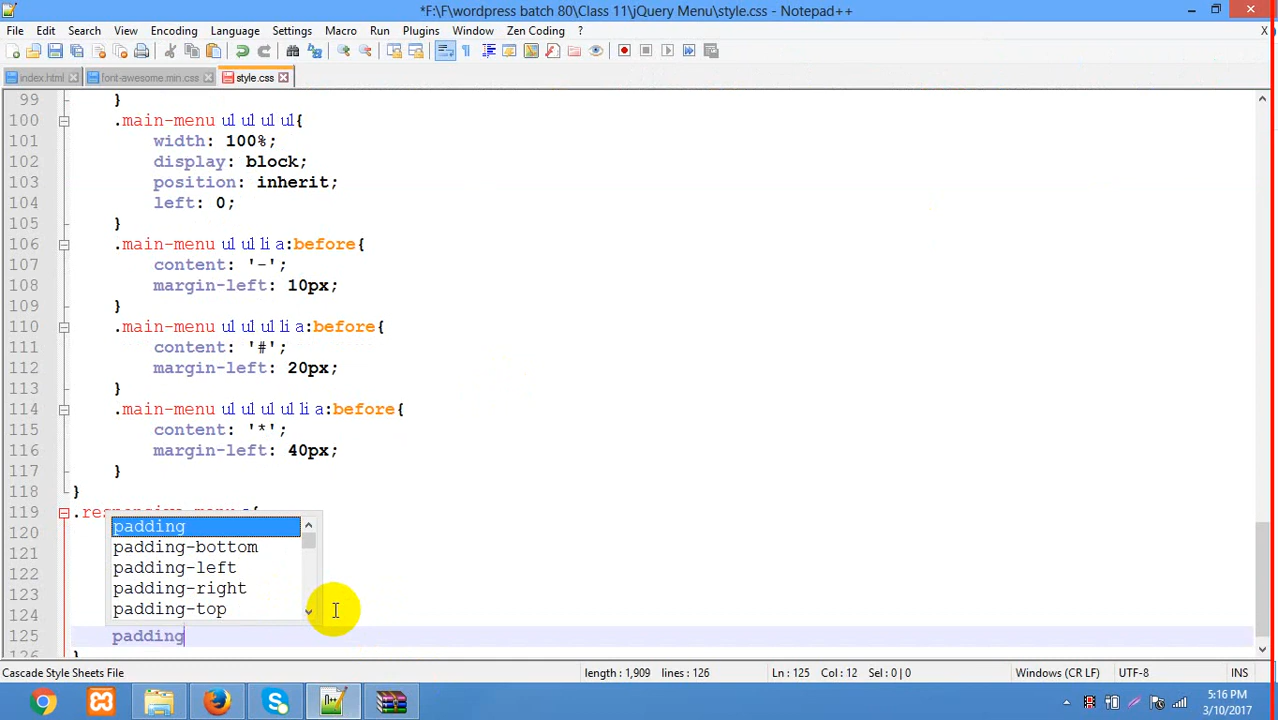 *F:\F\wordpress batch 80\Class 11\jQuery Menu\style.css - Notepad++
File Edit Search View Encoding Language Settings Macro Run Plugins Window Zen Coding ? X
index.html font-awesome.min.css style.css
99 }
100 .main-menu ul ul ul ul{
101 width: 100%;
102 display: block;
103 position: inherit;
104 left: 0;
105 }
106 .main-menu ul ul li a:before{
107 content: '-';
108 margin-left: 10px;
109 }
110 .main-menu ul ul ul li a:before{
111 content: '#';
112 margin-left: 20px;
113 }
114 .main-menu ul ul ul ul li a:before{
115 content: '*';
116 margin-left: 40px;
117 }
118 }
119 .responsive-menu a{
120 padding
121 padding-bottom
122 padding-left
123 padding-right
124 padding-top
125 padding
126 }
Cascade Style Sheets File length : 1,909 lines : 126 Ln : 125 Col : 12 Sel : 0 | 0 Windows (CR LF) UTF-8 INS
5:16 PM
3/10/2017